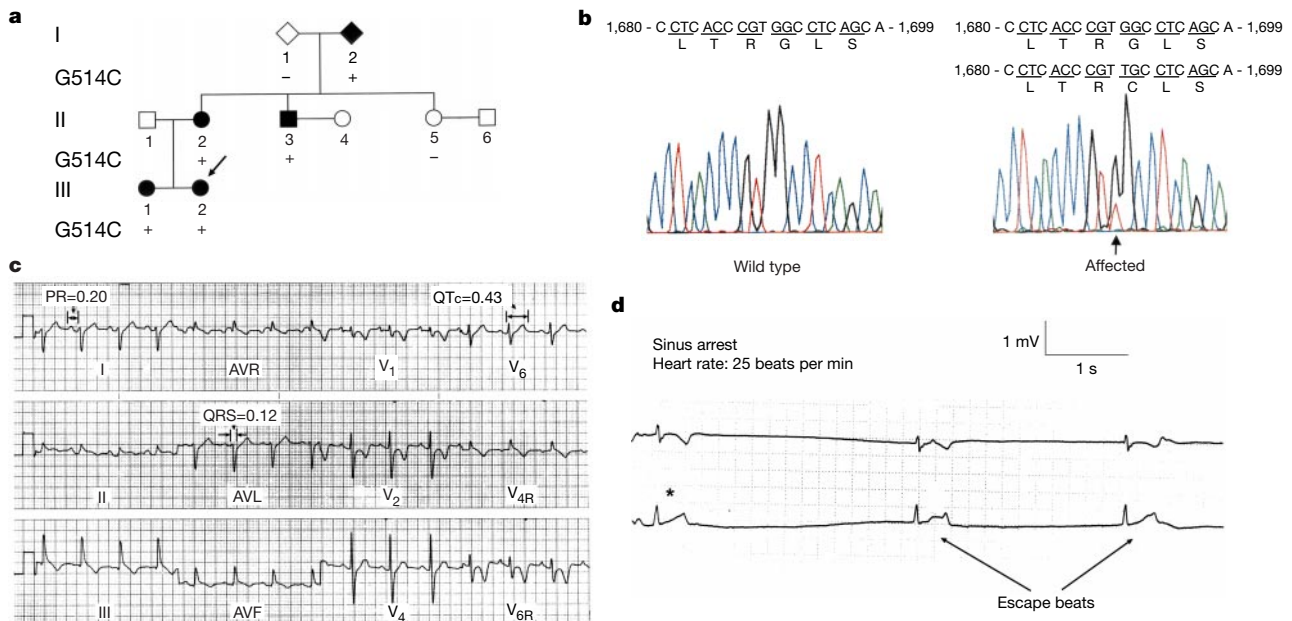 a
I
1
2
G514C
−
+
II
1
2
3
4
5
6
G514C
+
+
−
III
1
2
G514C
+
+
b
1,680 - C CTC ACC CGT GGC CTC AGC A - 1,699
L T R G L S
Wild type
1,680 - C CTC ACC CGT GGC CTC AGC A - 1,699
L T R G L S
1,680 - C CTC ACC CGT TGC CTC AGC A - 1,699
L T R C L S
Affected
c
PR=0.20
QTc=0.43
I
AVR
V1
V6
QRS=0.12
II
AVL
V2
V4R
III
AVF
V4
V6R
d
Sinus arrest
Heart rate: 25 beats per min
1 mV
1 s
*
Escape beats